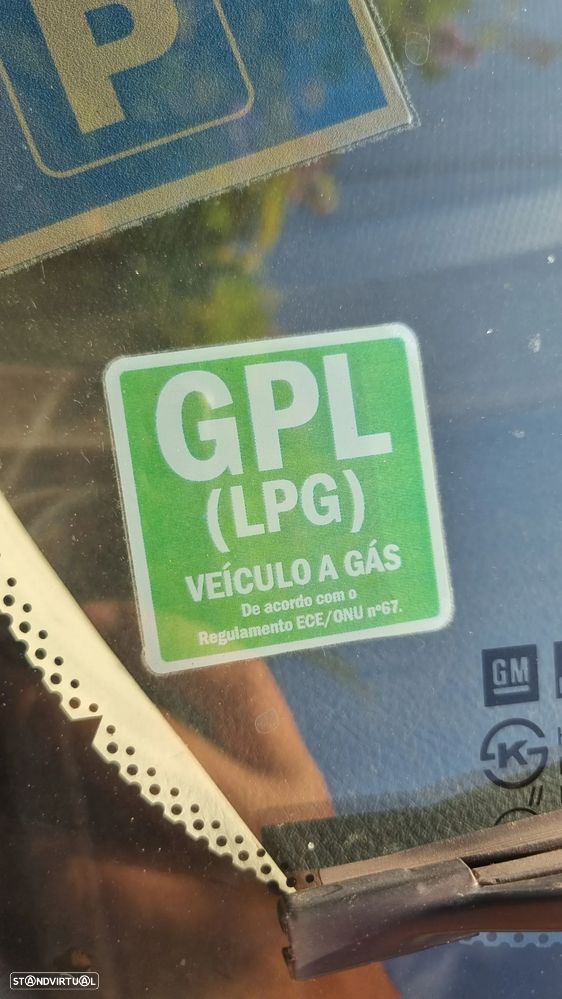 P
GPL
(LPG)
VEÍCULO A GÁS
De acordo com o
Regulamento ECE/ONU nº67.
GM
K
STANDVIRTUAL